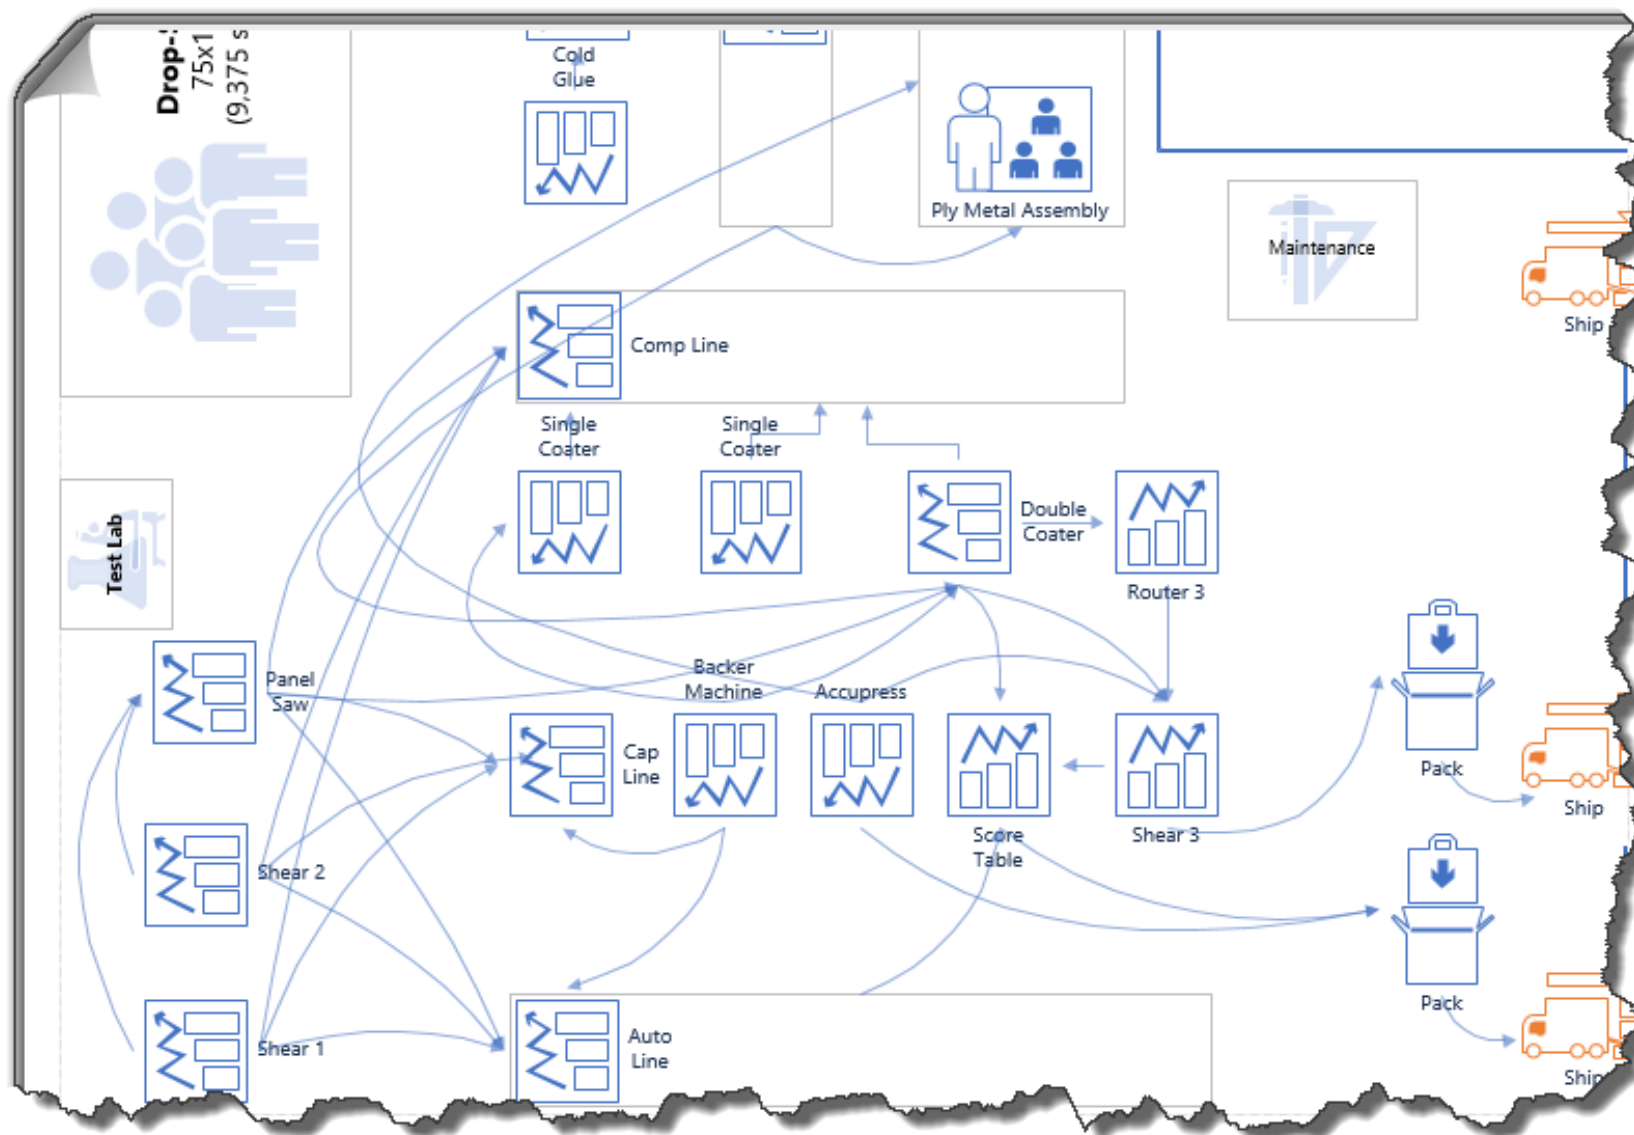 Drop-
75x1
(9,375 s
Cold
Glue
Ply Metal Assembly
Maintenance
Ship
Comp Line
Single
Coater
Single
Coater
Double
Coater
Router 3
Test Lab
Panel
Saw
Backer
Machine
Accupress
Cap
Line
Pack
Ship
Score
Table
Shear 3
Shear 2
Pack
Shear 1
Auto
Line
Ship